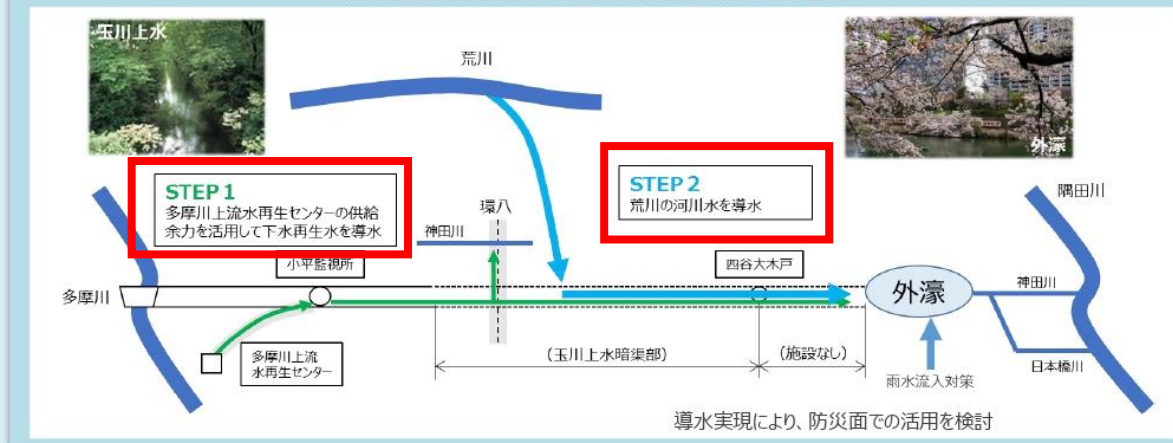 玉川上水
荒川
外濠
STEP 1
多摩川上流水再生センターの供給
余力を活用して下水再生水を導水
STEP 2
荒川の河川水を導水
隅田川
環八
神田川
小平監視所
四谷大木戸
多摩川
外濠
神田川
多摩川上流
水再生センター
(玉川上水暗渠部)
(施設なし)
日本橋川
雨水流入対策
導水実現により、防災面での活用を検討